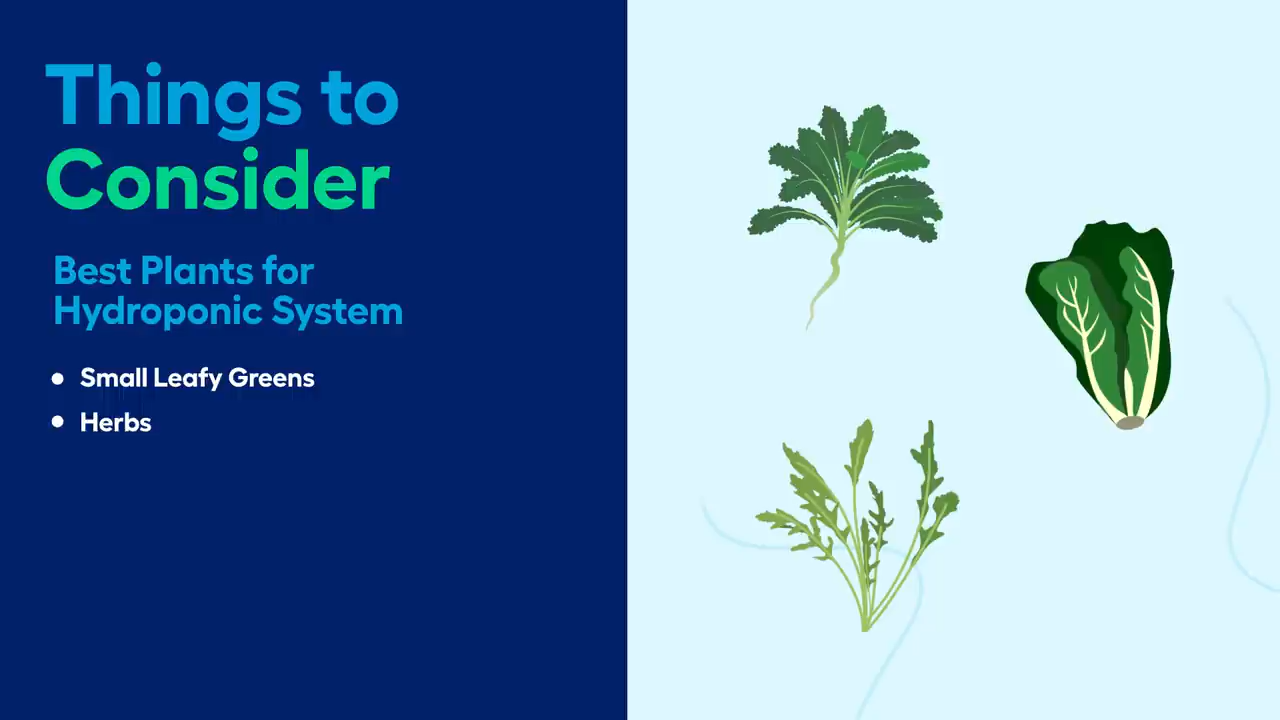 Things to
Consider
Best Plants for
Hydroponic System
• Small Leafy Greens
• Herbs